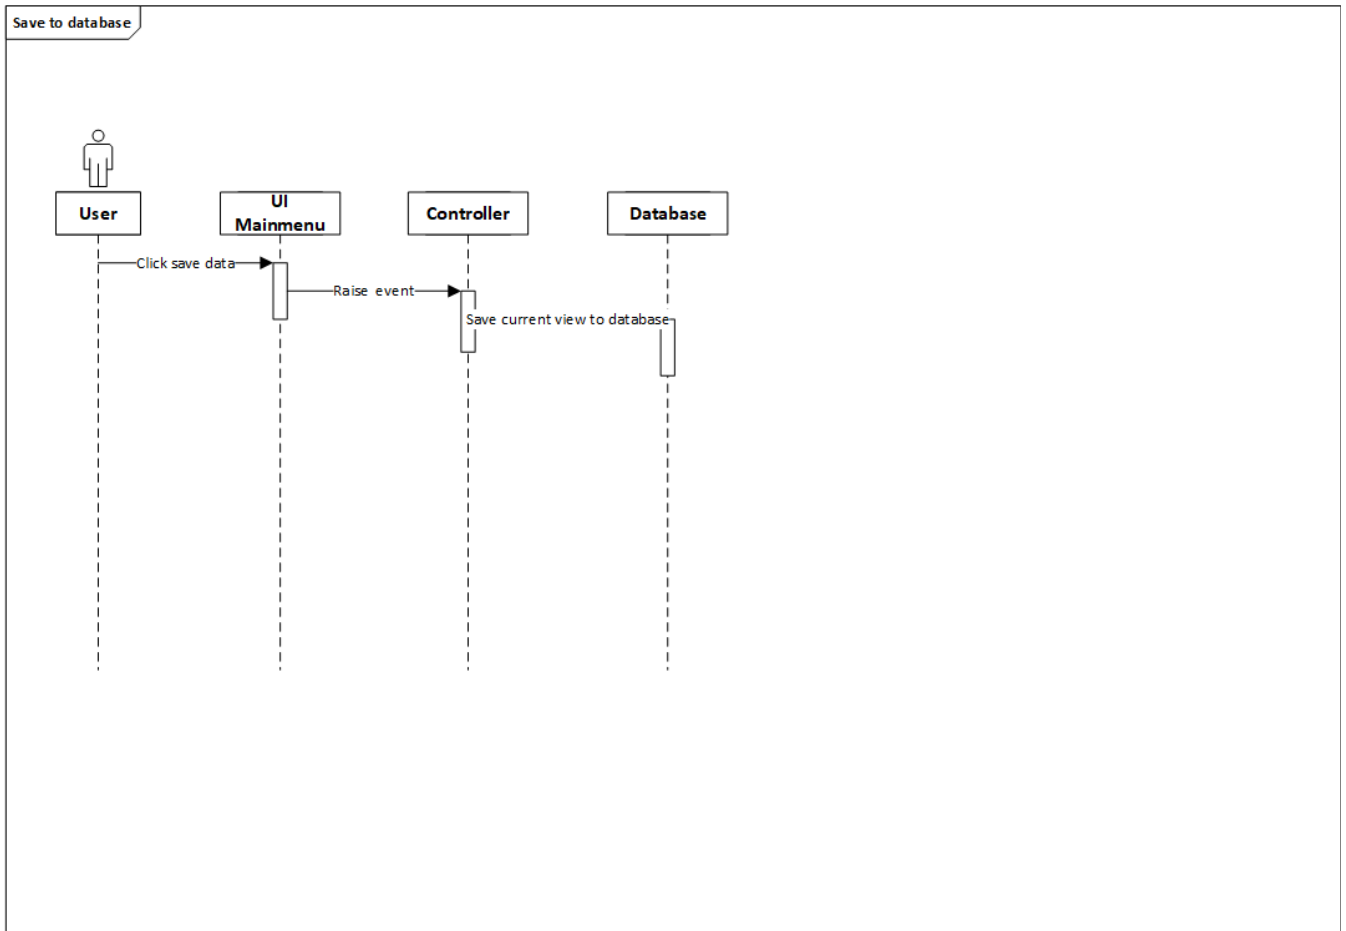 Save to database
User
UI
Mainmenu
Controller
Database
Click save data
Raise event
Save current view to database